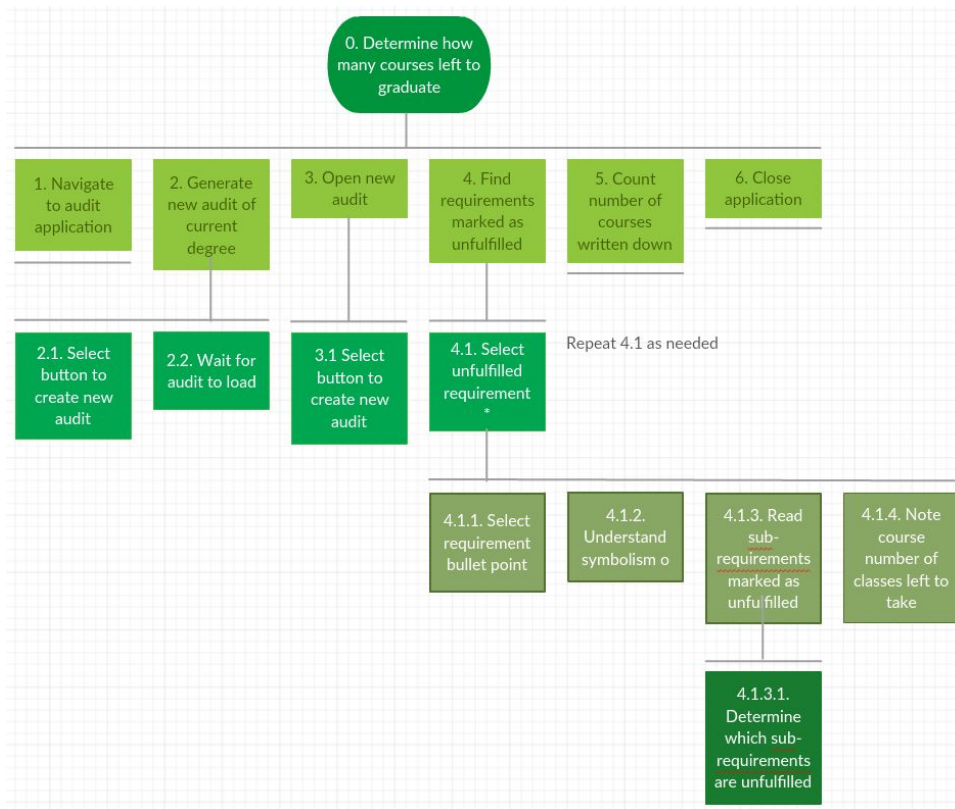 0. Determine how
many courses left to
graduate
1. Navigate
to audit
application
2. Generate
new audit of
current
degree
3. Open new
audit
4. Find
requirements
marked as
unfulfilled
5. Count
number of
courses
written down
6. Close
application
2.1. Select
button to
create new
audit
2.2. Wait for
audit to load
3.1 Select
button to
create new
audit
4.1. Select
unfulfilled
requirement
*
Repeat 4.1 as needed
4.1.1. Select
requirement
bullet point
4.1.2.
Understand
symbolism o
4.1.3. Read
sub-
requirements
marked as
unfulfilled
4.1.4. Note
course
number of
classes left to
take
4.1.3.1.
Determine
which sub-
requirements
are unfulfilled